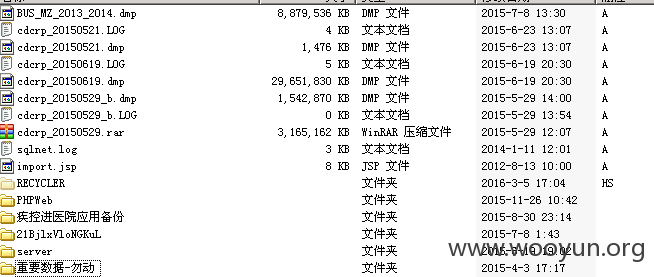 BUS_MZ_2013_2014.dmp 8,879,536 KB DMP 文件 2015-7-8 13:30 A
cdcrp_20150521.LOG 4 KB 文本文档 2015-6-23 13:07 A
cdcrp_20150521.dmp 1,476 KB DMP 文件 2015-6-23 13:07 A
cdcrp_20150619.LOG 5 KB 文本文档 2015-6-19 20:30 A
cdcrp_20150619.dmp 29,651,830 KB DMP 文件 2015-6-19 20:30 A
cdcrp_20150529_b.dmp 1,542,870 KB DMP 文件 2015-5-29 14:00 A
cdcrp_20150529_b.LOG 0 KB 文本文档 2015-5-29 13:54 A
cdcrp_20150529.rar 3,165,162 KB WinRAR 压缩文件 2015-5-29 12:07 A
sqlnet.log 3 KB 文本文档 2014-1-11 12:01 A
import.jsp 8 KB JSP 文件 2012-8-13 10:00 A
RECYCLER 文件夹 2016-3-5 17:04 HS
PHPWeb 文件夹 2015-11-26 10:42
疾控进医院应用备份 文件夹 2015-8-30 23:14
21BjlxVloNGKuL 文件夹 2015-7-8 1:43
server 文件夹
重要数据-勿动 文件夹 2015-4-3 17:17
www.wooyun.org